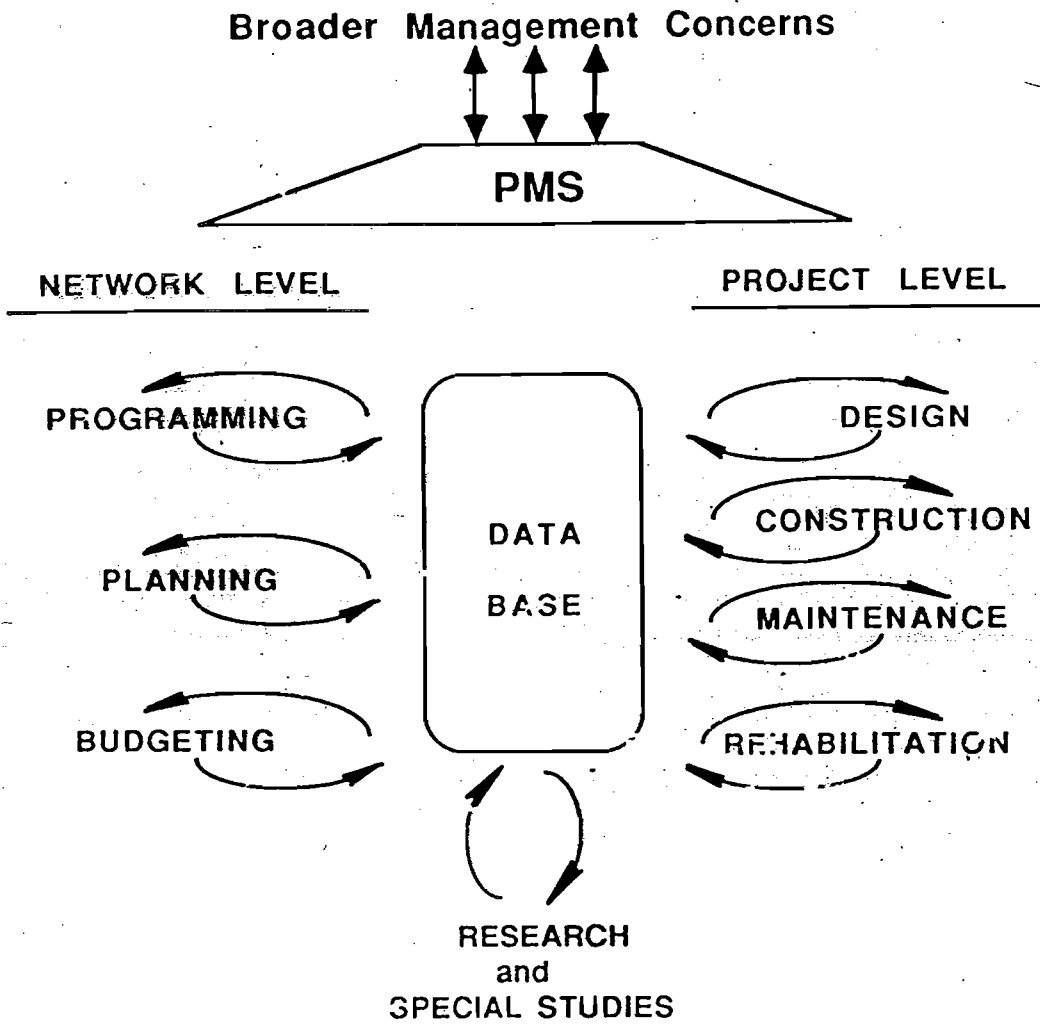 Broader Management Concerns
PMS
NETWORK LEVEL
PROJECT LEVEL
PROGRAMMING
PLANNING
BUDGETING
DATA
BASE
DESIGN
CONSTRUCTION
MAINTENANCE
REHABILITATION
RESEARCH
and
SPECIAL STUDIES